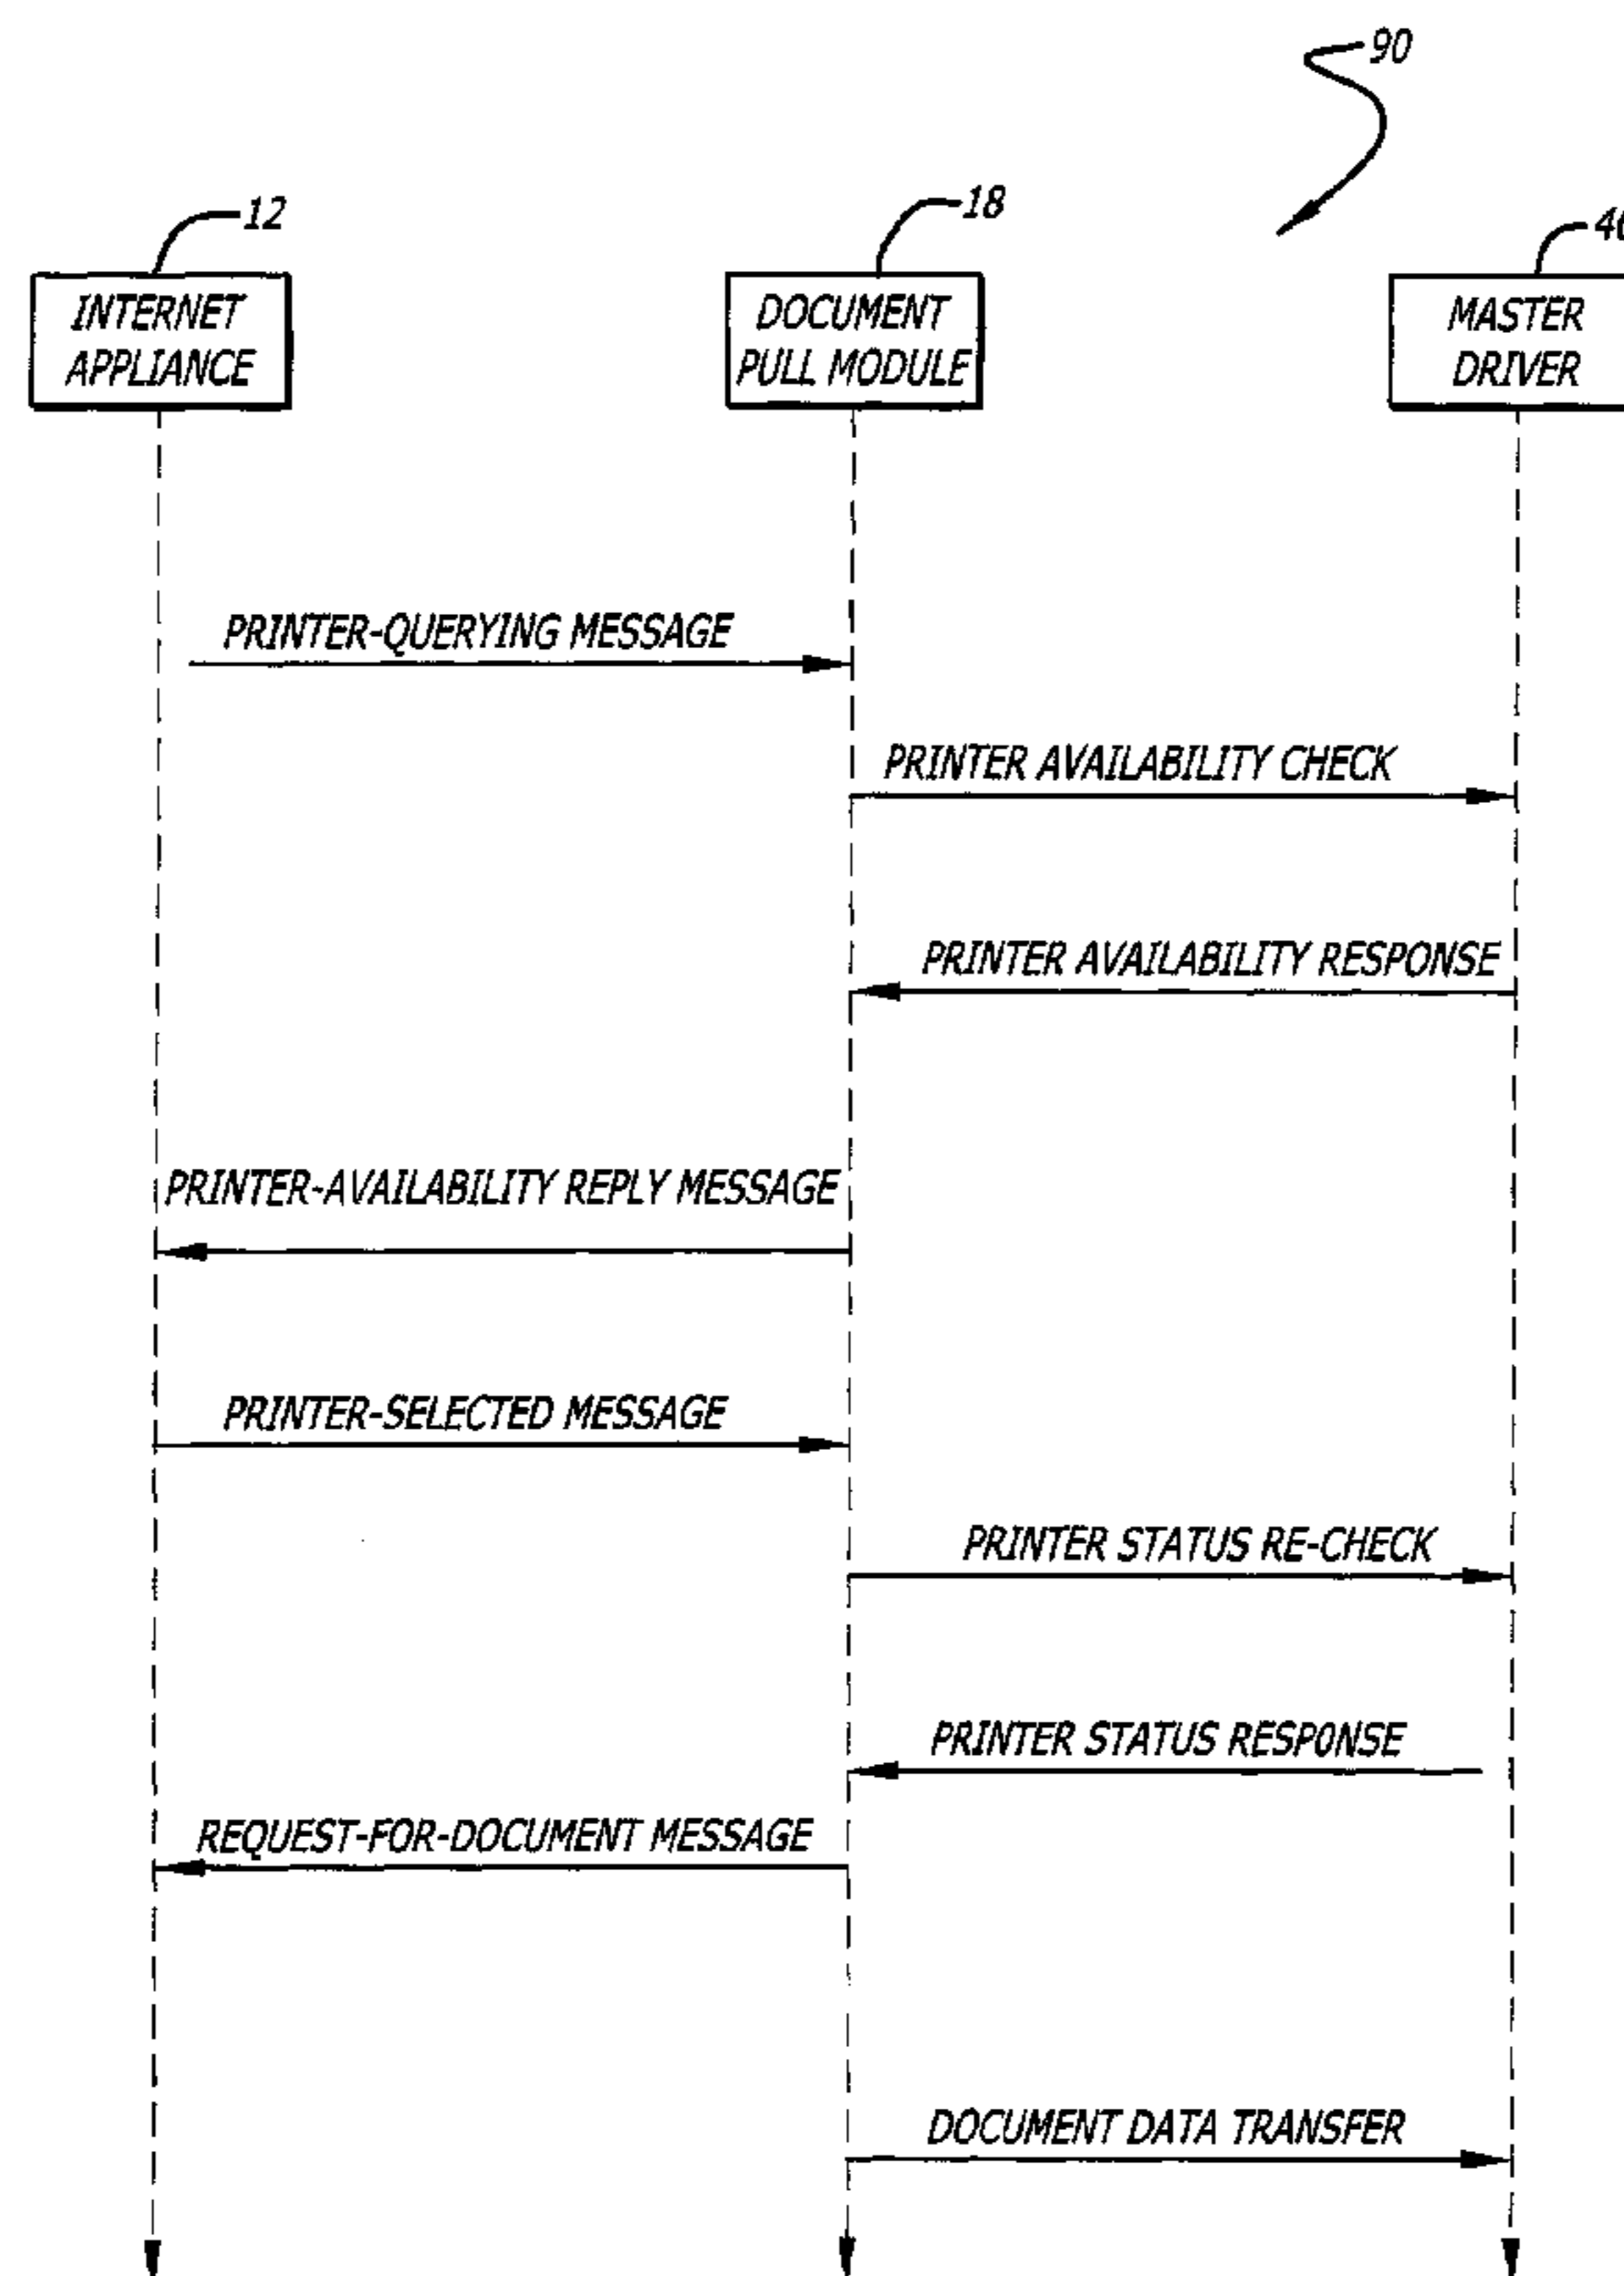 90
12
18
INTERNET
APPLIANCE
DOCUMENT
PULL MODULE
MASTER
DRIVER
PRINTER-QUERYING MESSAGE
PRINTER AVAILABILITY CHECK
PRINTER AVAILABILITY RESPONSE
PRINTER-AVAILABILITY REPLY MESSAGE
PRINTER-SELECTED MESSAGE
PRINTER STATUS RE-CHECK
PRINTER STATUS RESPONSE
REQUEST-FOR-DOCUMENT MESSAGE
DOCUMENT DATA TRANSFER